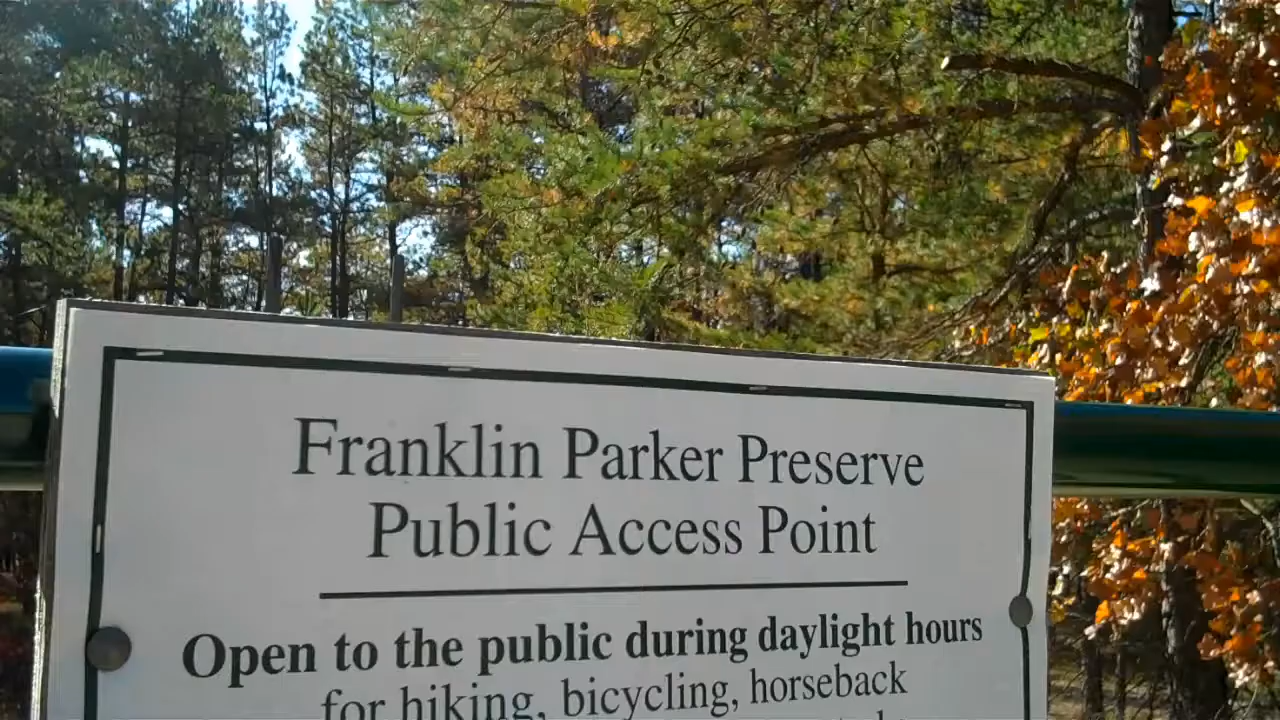 Franklin Parker Preserve
Public Access Point
Open to the public during daylight hours
for hiking, bicycling, horseback